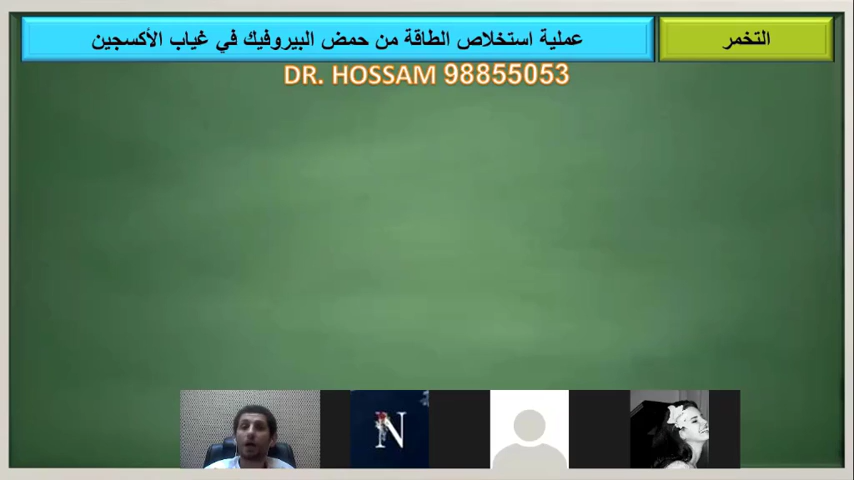 التخمر
عملية استخلاص الطاقة من حمض البيروفيك في غياب الأكسجين
DR. HOSSAM 98855053
N